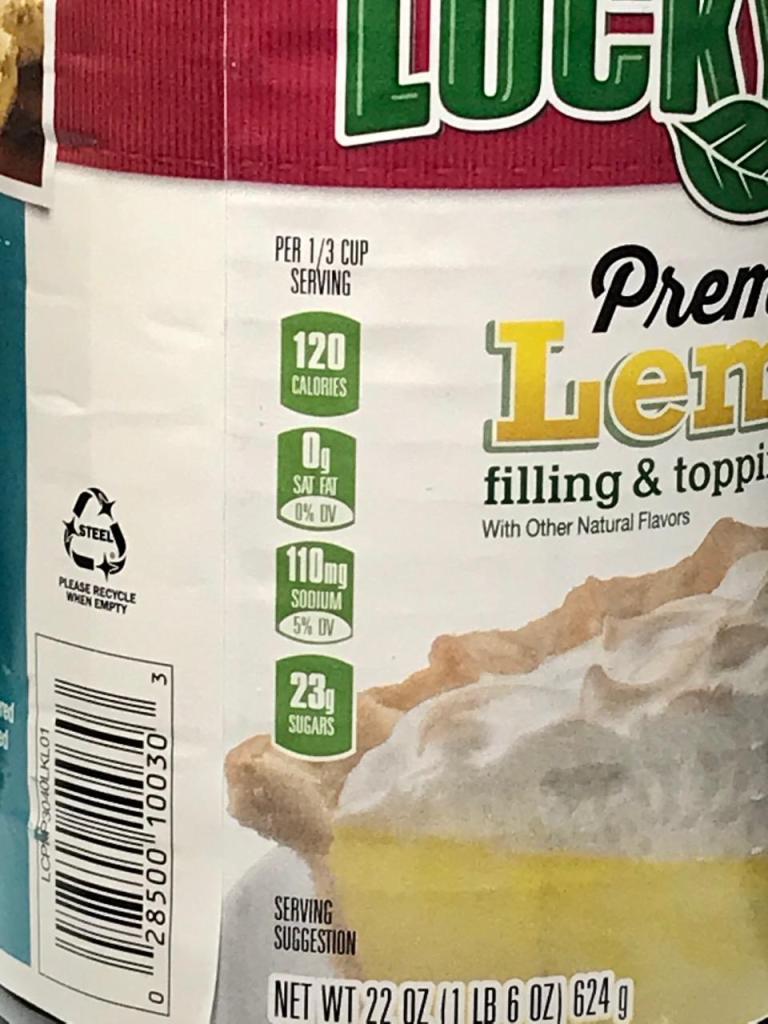 LUCK
PER 1/3 CUP
SERVING
120
CALORIES
0g
SAT FAT
0% DV
110mg
SODIUM
5% DV
23g
SUGARS
Prem
Lem
filling & toppi
With Other Natural Flavors
STEEL
PLEASE RECYCLE
WHEN EMPTY
0 28500 10030 3
SERVING
SUGGESTION
NET WT 22 OZ (1 LB 6 OZ) 624 g